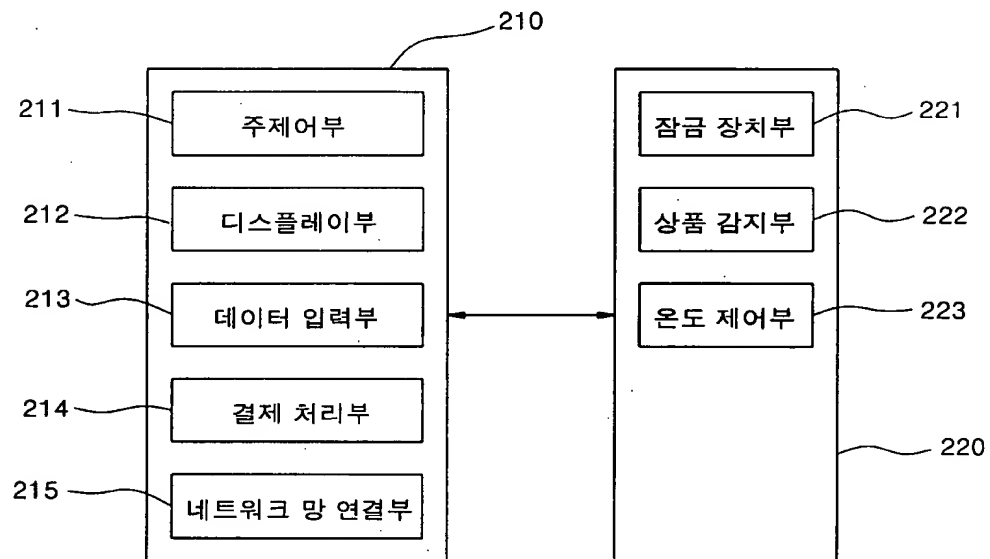 210
211
주제어부
212
디스플레이부
213
데이터 입력부
214
결제 처리부
215
네트워크 망 연결부
잠금 장치부
221
상품 감지부
222
온도 제어부
223
220